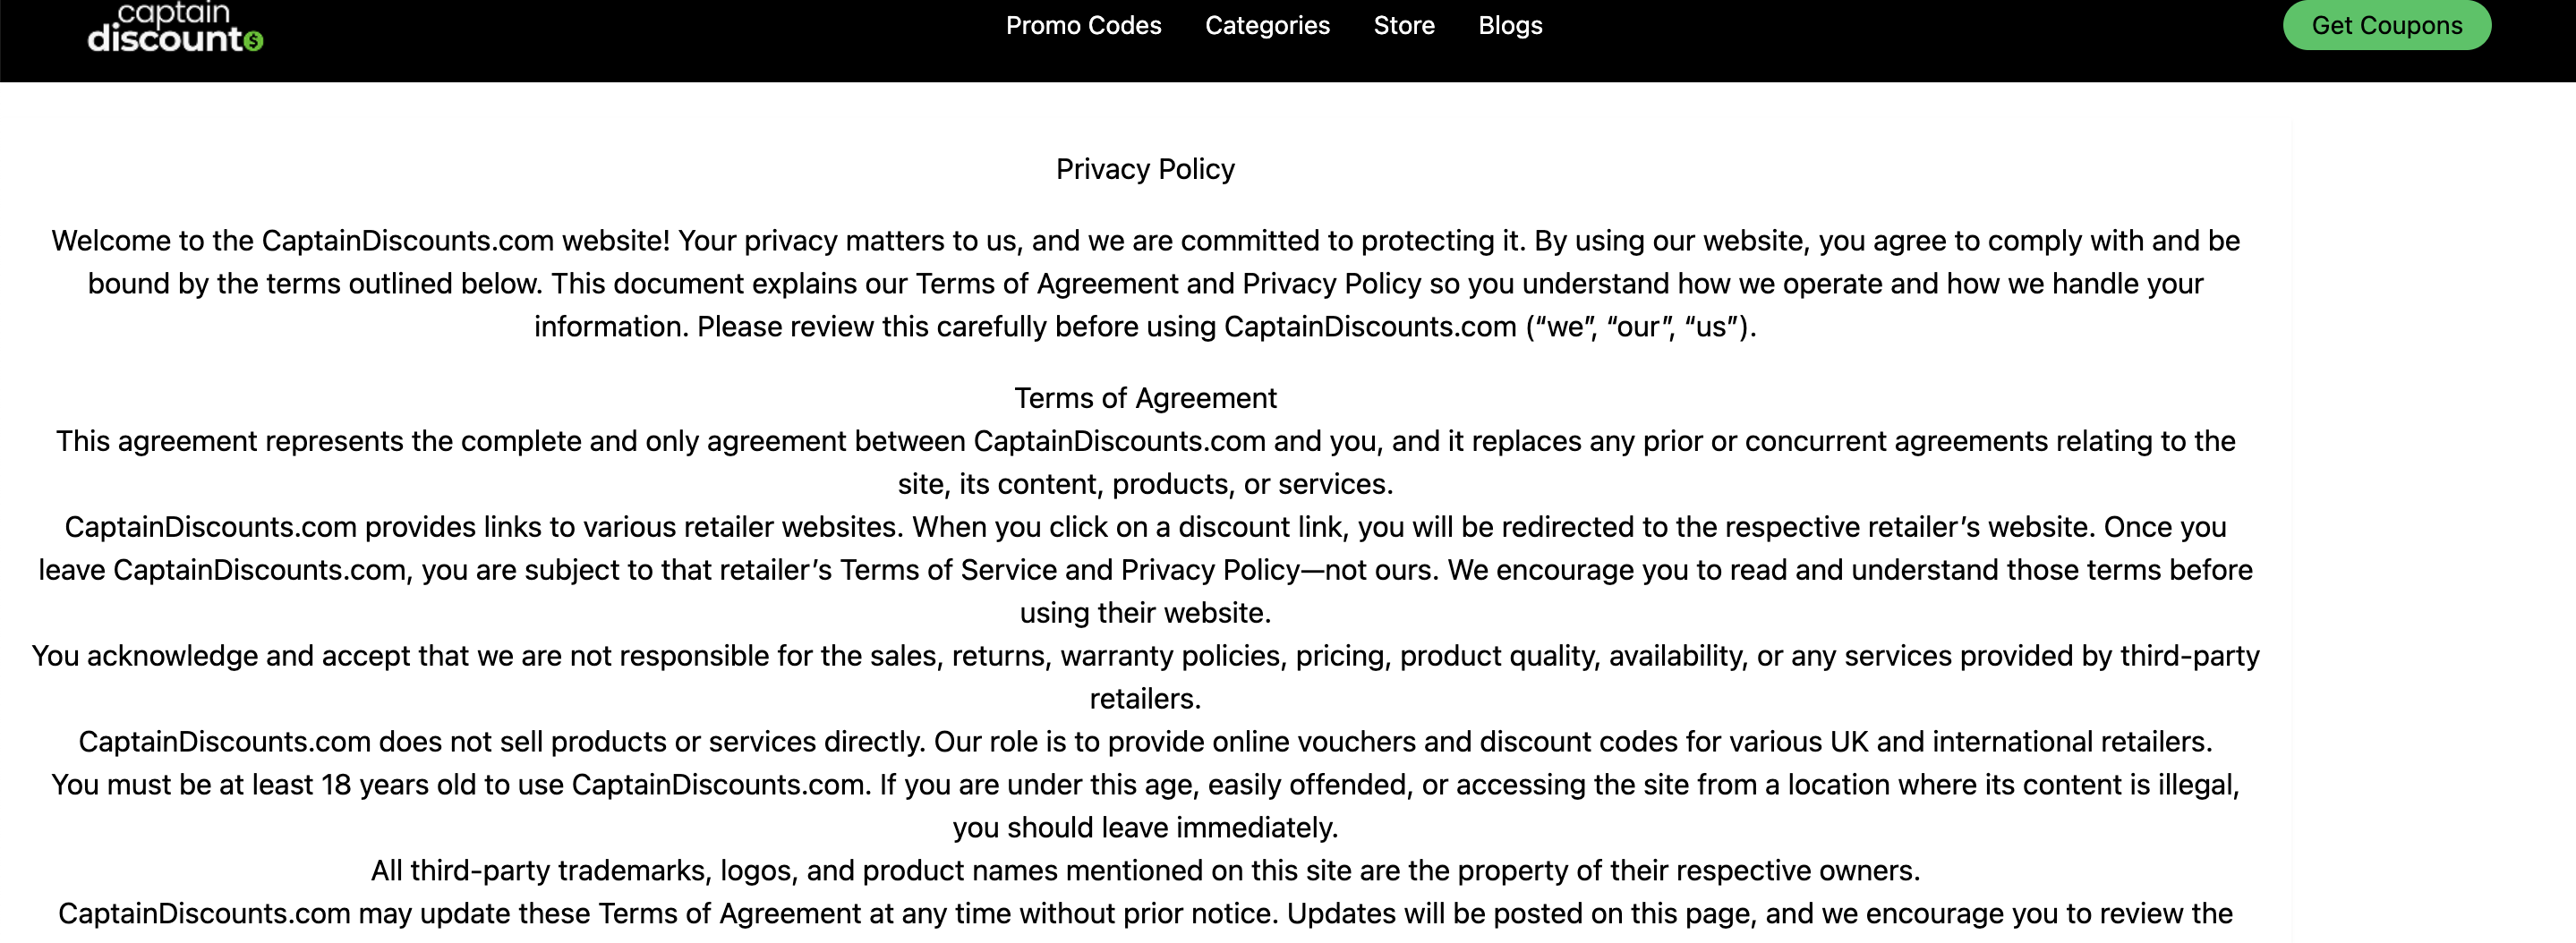 captain
discount$
Promo Codes
Categories
Store
Blogs
Get Coupons
Privacy Policy
Welcome to the CaptainDiscounts.com website! Your privacy matters to us, and we are committed to protecting it. By using our website, you agree to comply with and be
bound by the terms outlined below. This document explains our Terms of Agreement and Privacy Policy so you understand how we operate and how we handle your
information. Please review this carefully before using CaptainDiscounts.com (“we”, “our”, “us”).
Terms of Agreement
This agreement represents the complete and only agreement between CaptainDiscounts.com and you, and it replaces any prior or concurrent agreements relating to the
site, its content, products, or services.
CaptainDiscounts.com provides links to various retailer websites. When you click on a discount link, you will be redirected to the respective retailer’s website. Once you
leave CaptainDiscounts.com, you are subject to that retailer’s Terms of Service and Privacy Policy—not ours. We encourage you to read and understand those terms before
using their website.
You acknowledge and accept that we are not responsible for the sales, returns, warranty policies, pricing, product quality, availability, or any services provided by third-party
retailers.
CaptainDiscounts.com does not sell products or services directly. Our role is to provide online vouchers and discount codes for various UK and international retailers.
You must be at least 18 years old to use CaptainDiscounts.com. If you are under this age, easily offended, or accessing the site from a location where its content is illegal,
you should leave immediately.
All third-party trademarks, logos, and product names mentioned on this site are the property of their respective owners.
CaptainDiscounts.com may update these Terms of Agreement at any time without prior notice. Updates will be posted on this page, and we encourage you to review the